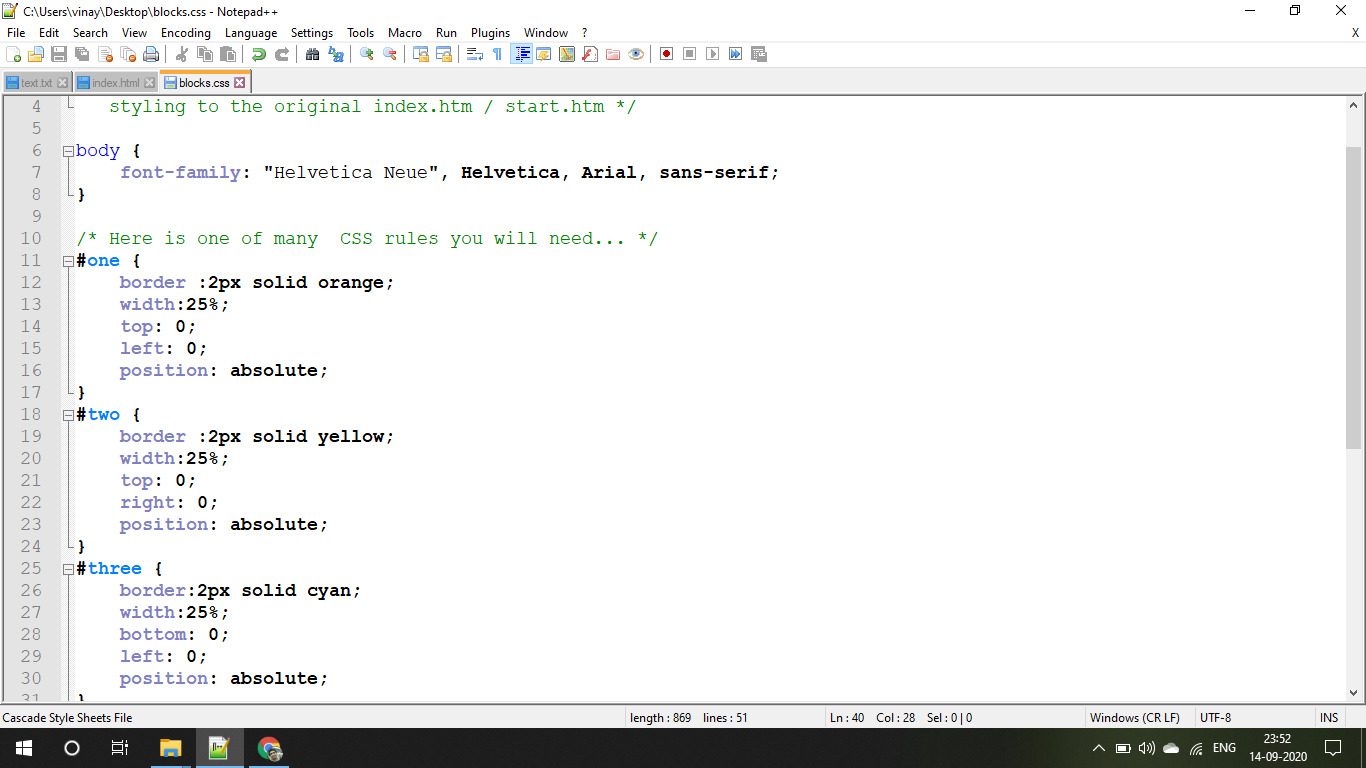 C:\Users\vinay\Desktop\blocks.css - Notepad++
File Edit Search View Encoding Language Settings Tools Macro Run Plugins Window ? X
text.txt index.html blocks.css
4 styling to the original index.htm / start.htm */
5
6 body {
7 font-family: "Helvetica Neue", Helvetica, Arial, sans-serif;
8 }
9
10 /* Here is one of many  CSS rules you will need... */
11 #one {
12 border :2px solid orange;
13 width:25%;
14 top: 0;
15 left: 0;
16 position: absolute;
17 }
18 #two {
19 border :2px solid yellow;
20 width:25%;
21 top: 0;
22 right: 0;
23 position: absolute;
24 }
25 #three {
26 border:2px solid cyan;
27 width:25%;
28 bottom: 0;
29 left: 0;
30 position: absolute;
31 }
Cascade Style Sheets File length : 869 lines : 51 Ln : 40 Col : 28 Sel : 0 | 0 Windows (CR LF) UTF-8 INS
ENG 23:52
14-09-2020